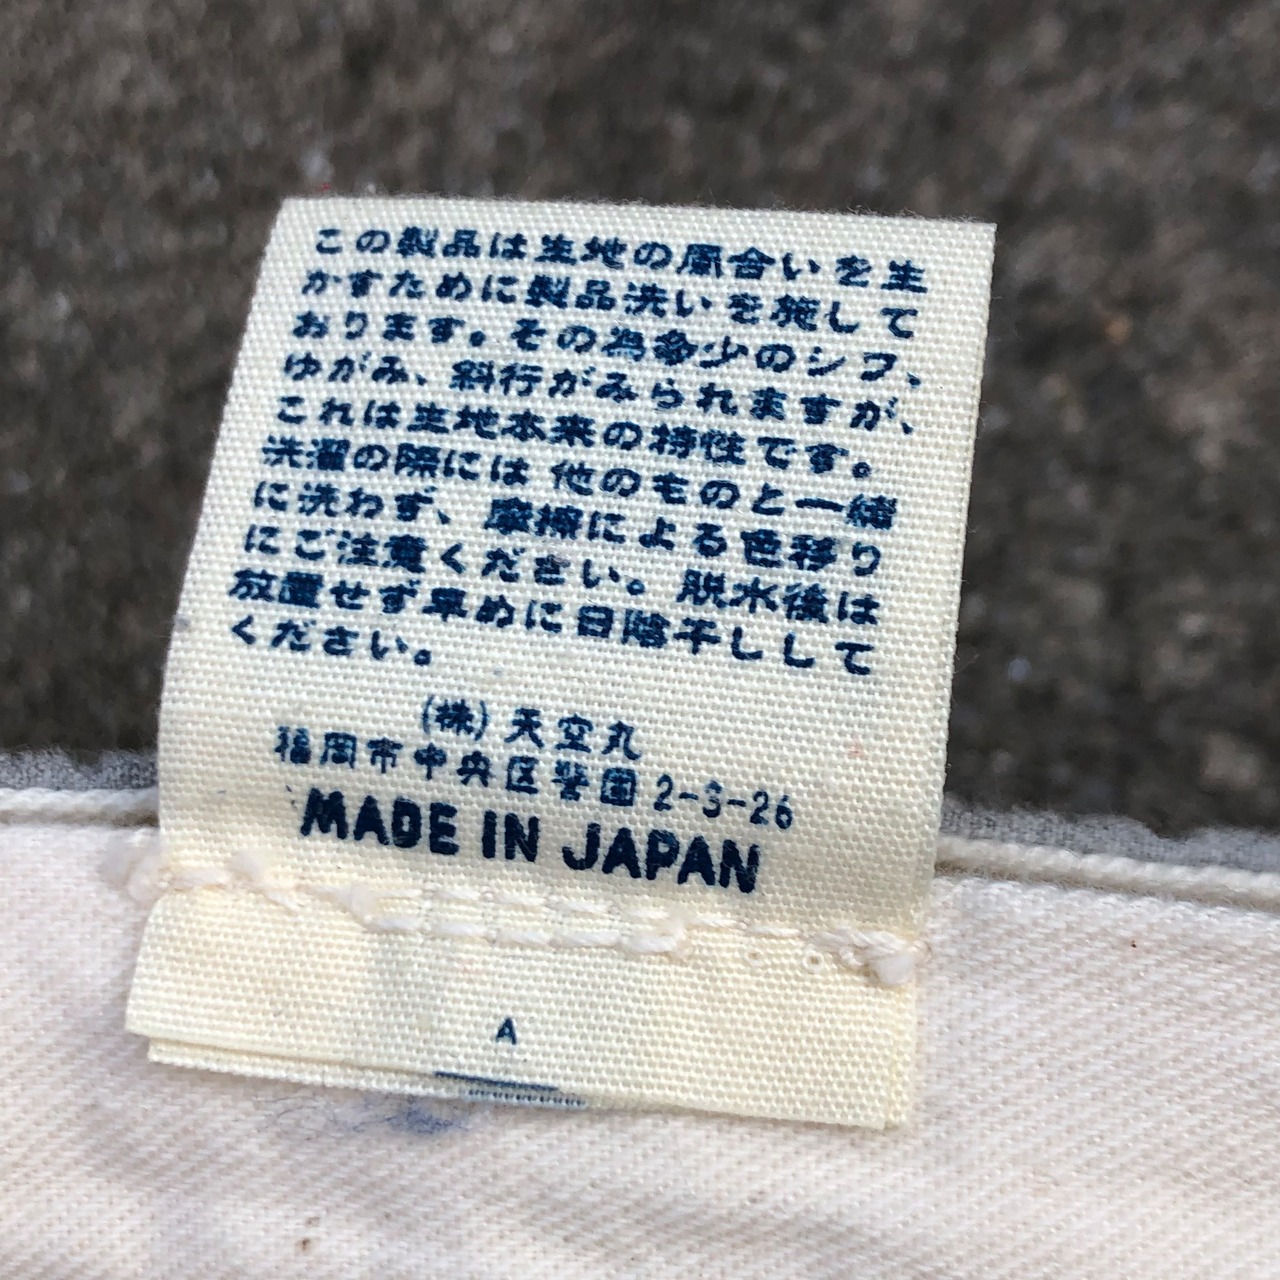 この製品は生地の風合いを生
かすために製品洗いを施して
おります。その為多少のシワ、
ゆがみ、斜行がみられますが、
これは生地本来の特性です。
洗濯の際には他のものと一緒
に洗わず、摩擦による色移り
にご注意ください。脱水後は
放置せず早めに日陰干しして
ください。
(株)天空丸
福岡市中央区警固2-3-26
MADE IN JAPAN
A